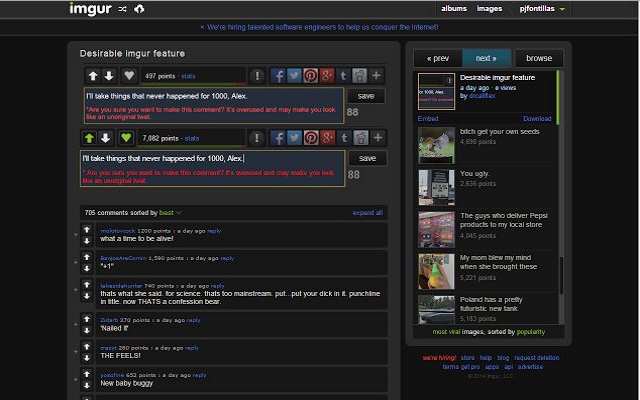 imgur
albums images pjfontillas
× We're hiring talented software engineers to help us conquer the Internet!
Desirable imgur feature
497 points · stats
I'll take things that never happened for 1000, Alex.
save
*Are you sure you want to make this comment? It's overused and may make you look
like an unoriginal twat.
88
7,082 points · stats
I'll take things that never happened for 1000, Alex.
save
* Are you sure you want to make this comment? It's overused and may make you look
like an unoriginal twat.
88
705 comments sorted by best
expand all
molotovcock 1200 points : a day ago reply
what a time to be alive!
BanjosAreComin 1,590 points : a day ago reply
"+1"
lakesidehunter 740 points : a day ago reply
thats what she said. for science. thats too mainstream. put...put your dick in it. punchline
in title. now THATS a confession bear.
Zidarb 370 points : a day ago reply
'Nailed it'
260 points : a day ago reply
THE FEELS!
yosofine 653 points : a day ago reply
New baby buggy
« prev
next »
browse
Desirable imgur feature
a day ago · views
by
Embed
Download
bitch get your own seeds
4,698 points
You ugly.
2,535 points
The guys who deliver Pepsi
products to my local store
4,045 points
My mom blew my mind
when she brought these
5,221 points
Poland has a pretty
futuristic new tank
5,183 points
most viral images, sorted by popularity
we're hiring! store help blog request deletion
terms get pro apps api advertise
© 2014 Imgur, LLC